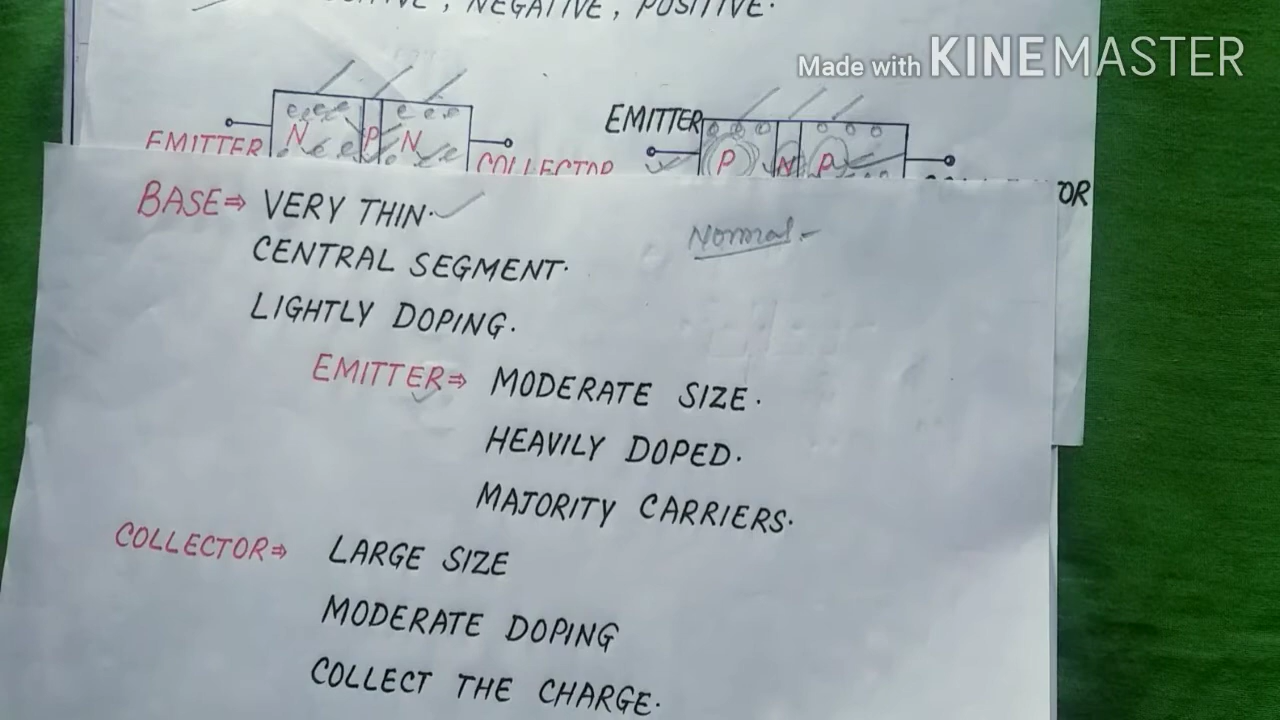 , NEGATIVE, POSITIVE.
Made with KINEMASTER
N P N
EMITTER
COLLECTOR
EMITTER
P N P
OR
BASE⇒ VERY THIN.
Normal.-
CENTRAL SEGMENT.
LIGHTLY DOPING.
EMITTER⇒ MODERATE SIZE.
HEAVILY DOPED.
MAJORITY CARRIERS.
COLLECTOR⇒ LARGE SIZE
MODERATE DOPING
COLLECT THE CHARGE.